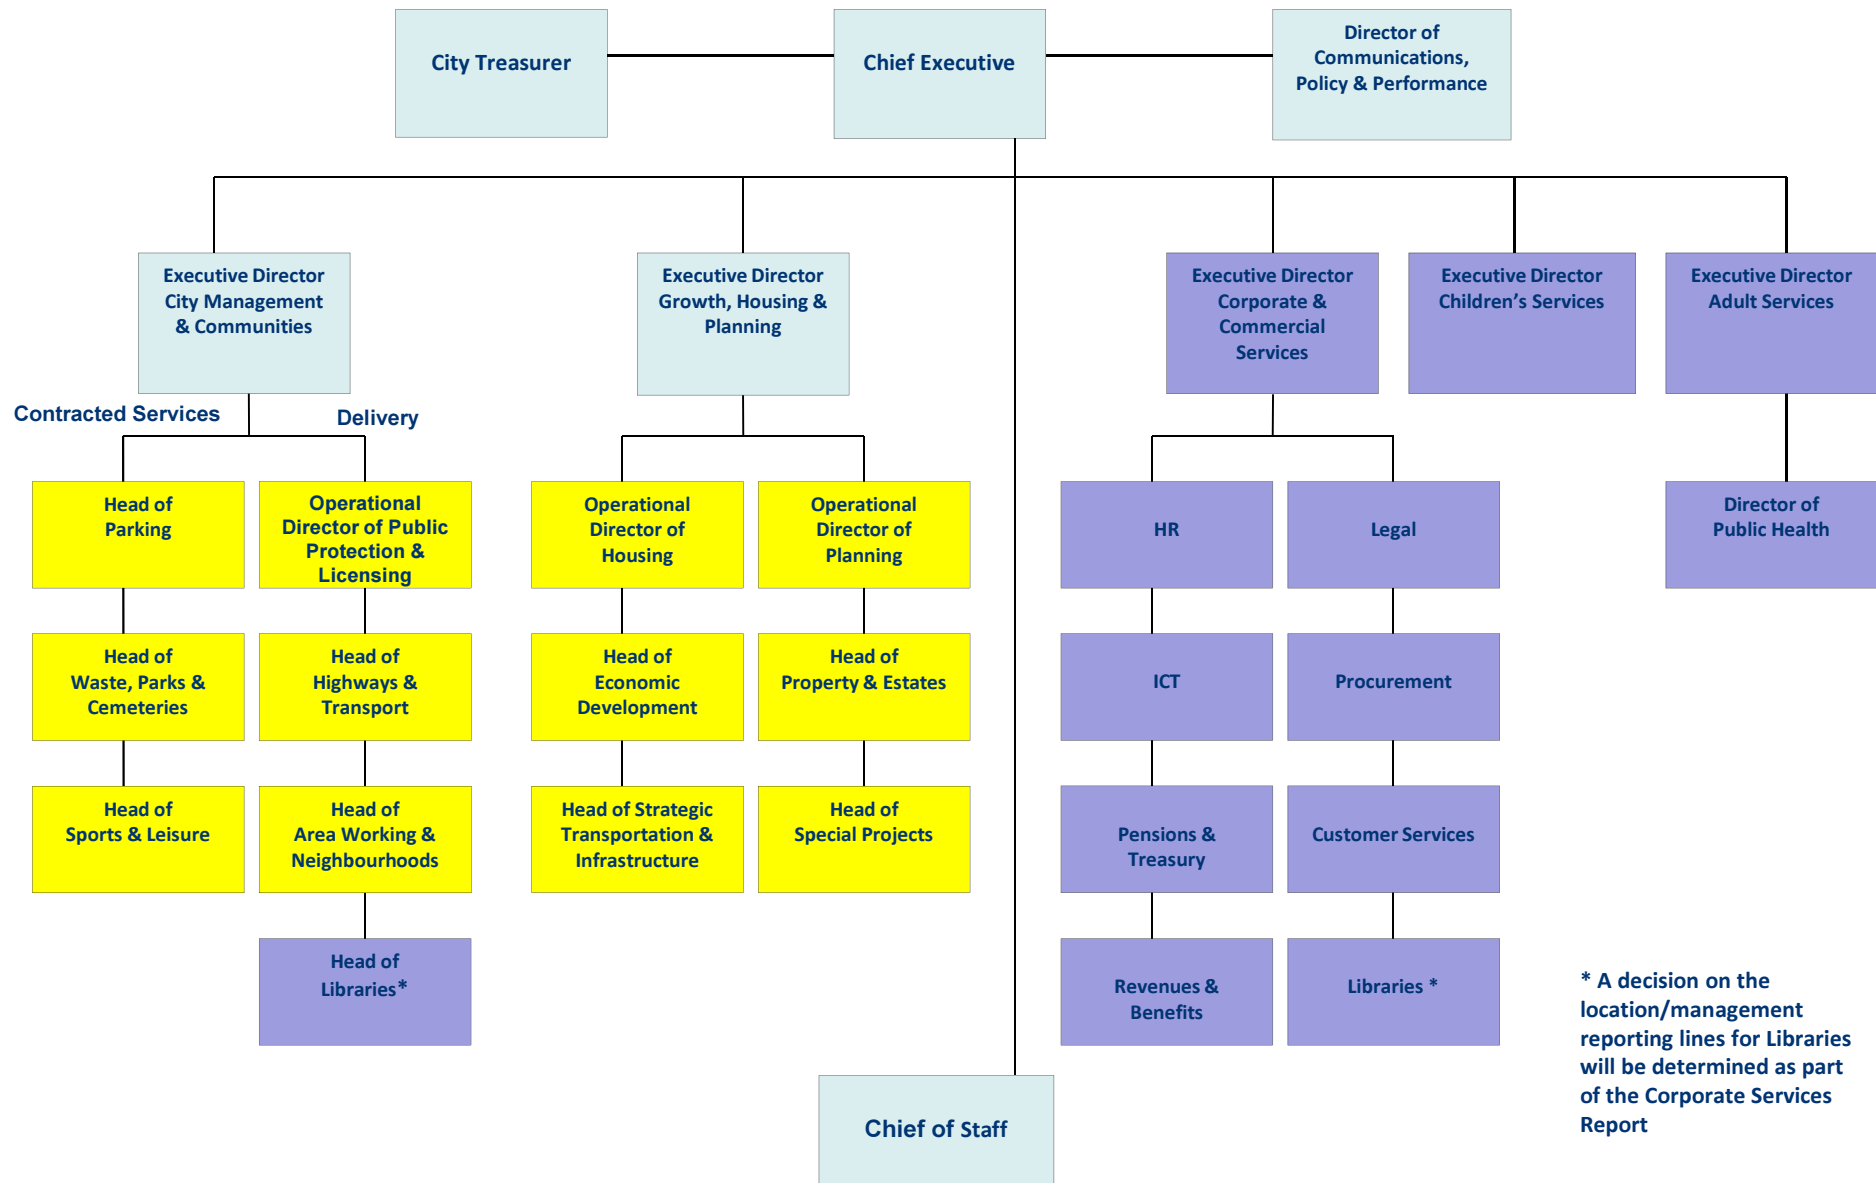 City Treasurer
Chief Executive
Director of
Communications,
Policy & Performance
Executive Director
City Management
& Communities
Executive Director
Growth, Housing &
Planning
Executive Director
Corporate &
Commercial
Services
Executive Director
Children’s Services
Executive Director
Adult Services
Contracted Services
Delivery
Head of
Parking
Operational
Director of Public
Protection &
Licensing
Operational
Director of
Housing
Operational
Director of
Planning
HR
Legal
Director of
Public Health
Head of
Waste, Parks &
Cemeteries
Head of
Highways &
Transport
Head of
Economic
Development
Head of
Property & Estates
ICT
Procurement
Head of
Sports & Leisure
Head of
Area Working &
Neighbourhoods
Head of Strategic
Transportation &
Infrastructure
Head of
Special Projects
Pensions &
Treasury
Customer Services
Head of
Libraries*
Revenues &
Benefits
Libraries *
* A decision on the
location/management
reporting lines for Libraries
will be determined as part
of the Corporate Services
Report
Chief of Staff